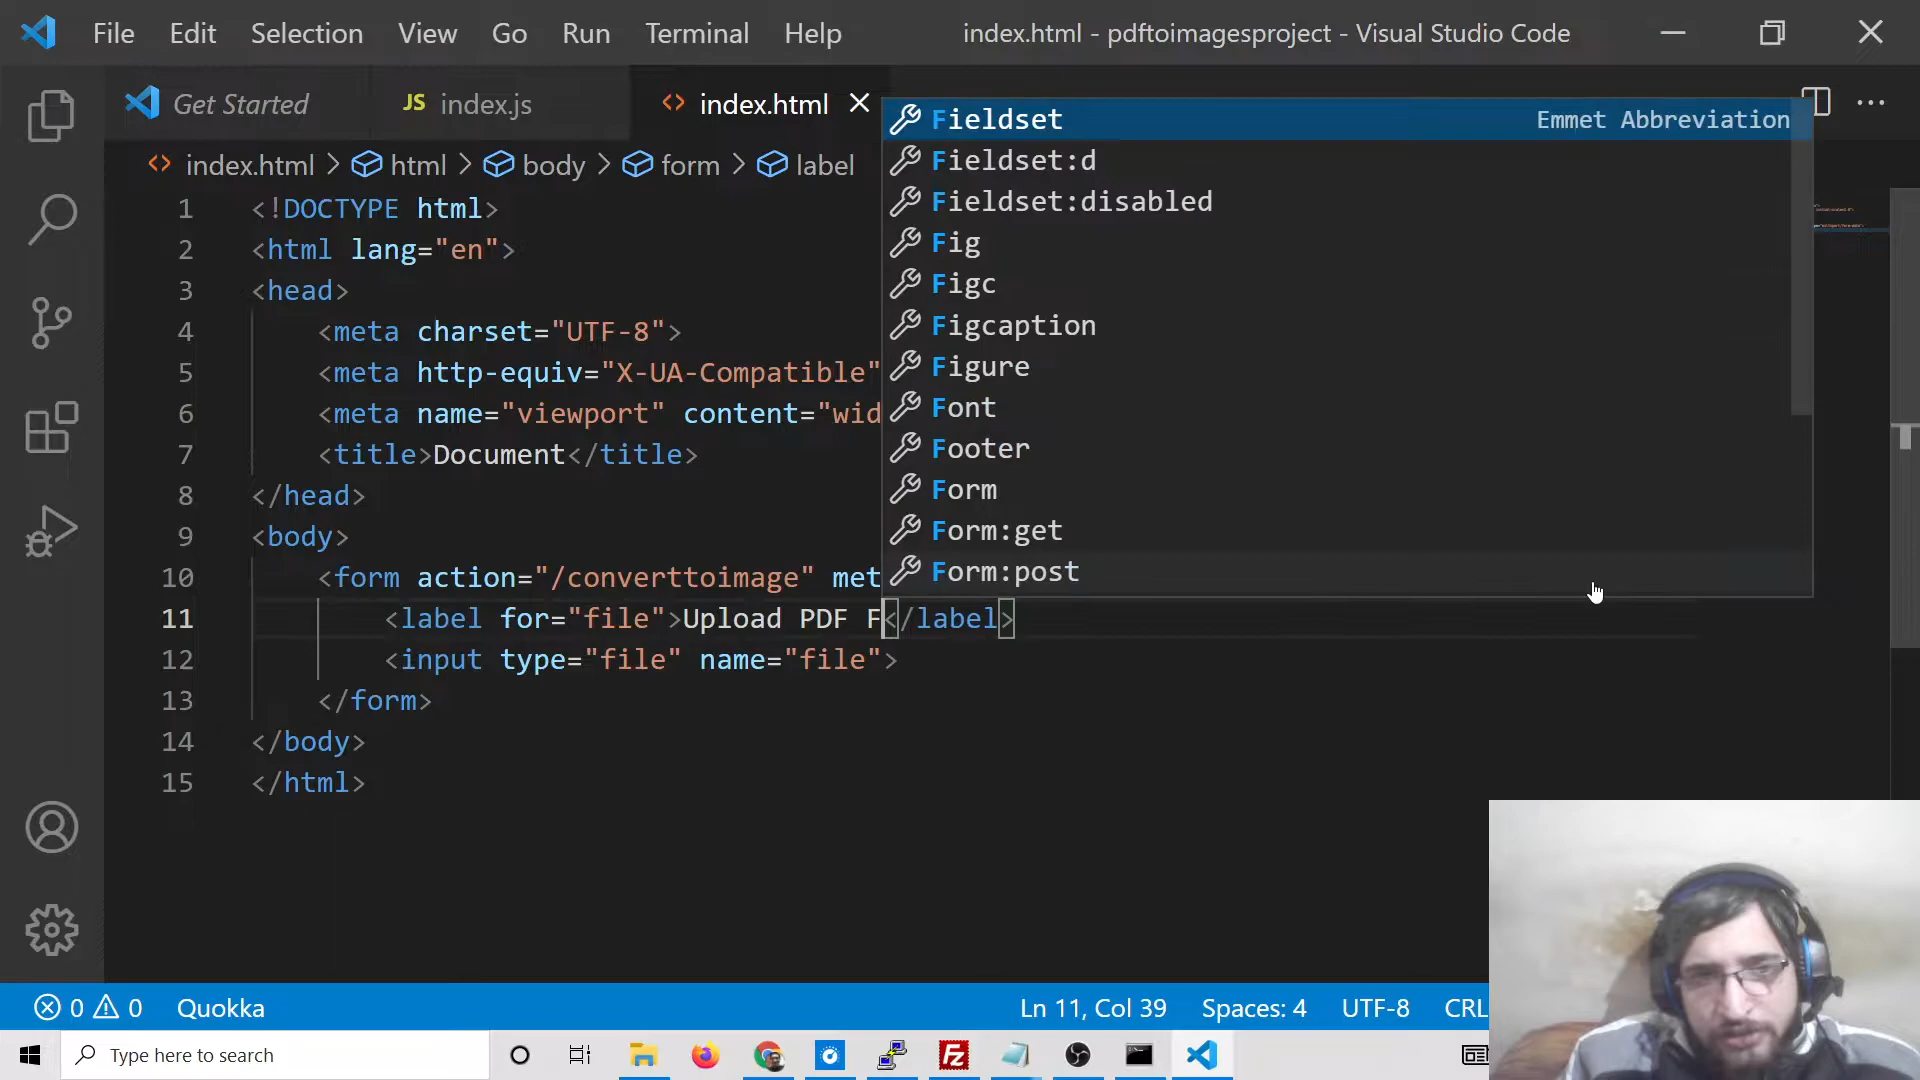 File Edit Selection View Go Run Terminal Help index.html - pdftoimagesproject - Visual Studio Code
Get Started JS index.js <> index.html
<> index.html > html > body > form > label
1 <!DOCTYPE html>
2 <html lang="en">
3 <head>
4 <meta charset="UTF-8">
5 <meta http-equiv="X-UA-Compatible"
6 <meta name="viewport" content="wid
7 <title>Document</title>
8 </head>
9 <body>
10 <form action="/converttoimage" met
11 <label for="file">Upload PDF F</label>
12 <input type="file" name="file">
13 </form>
14 </body>
15 </html>
Fieldset Emmet Abbreviation
Fieldset:d
Fieldset:disabled
Fig
Figc
Figcaption
Figure
Font
Footer
Form
Form:get
Form:post
0 0 Quokka Ln 11, Col 39 Spaces: 4 UTF-8 CRL
Type here to search
Fz